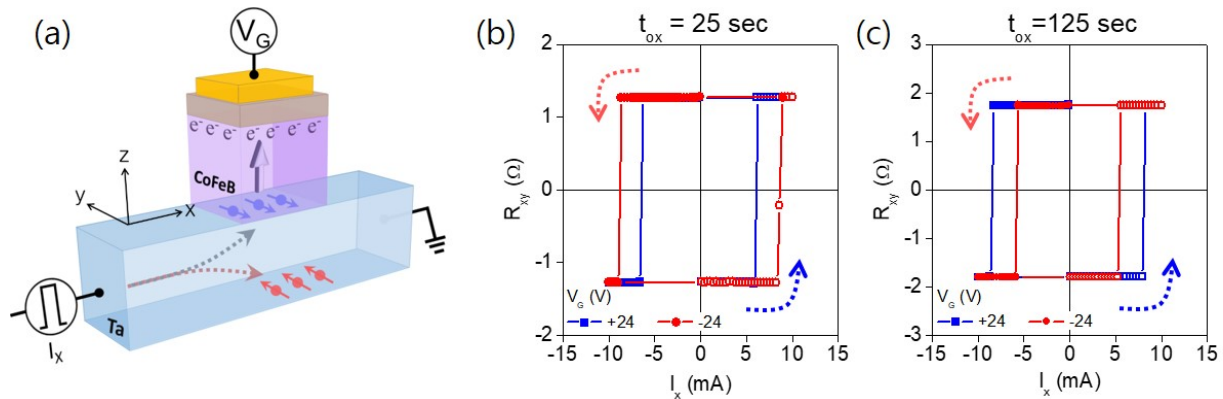 (a)
V_G
e⁻ e⁻ e⁻ e⁻ e⁻ e⁻ e⁻
CoFeB
z
y
x
Ta
I_X
(b)
t_ox = 25 sec
2
1
0
-1
-2
R_xy (Ω)
V_G (V)
+24
-24
-15 -10 -5 0 5 10 15
I_x (mA)
(c)
t_ox =125 sec
3
2
1
0
-1
-2
-3
R_xy (Ω)
V_G (V)
+24
-24
-15 -10 -5 0 5 10 15
I_x (mA)